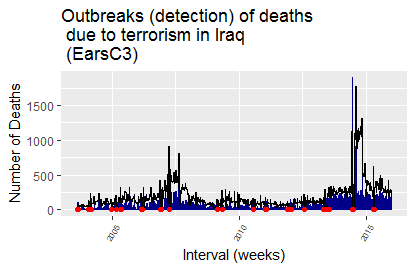 Outbreaks (detection) of deaths
due to terrorism in Iraq
(EarsC3)
Number of Deaths
1500
1000
500
0
2005
2010
2015
Interval (weeks)